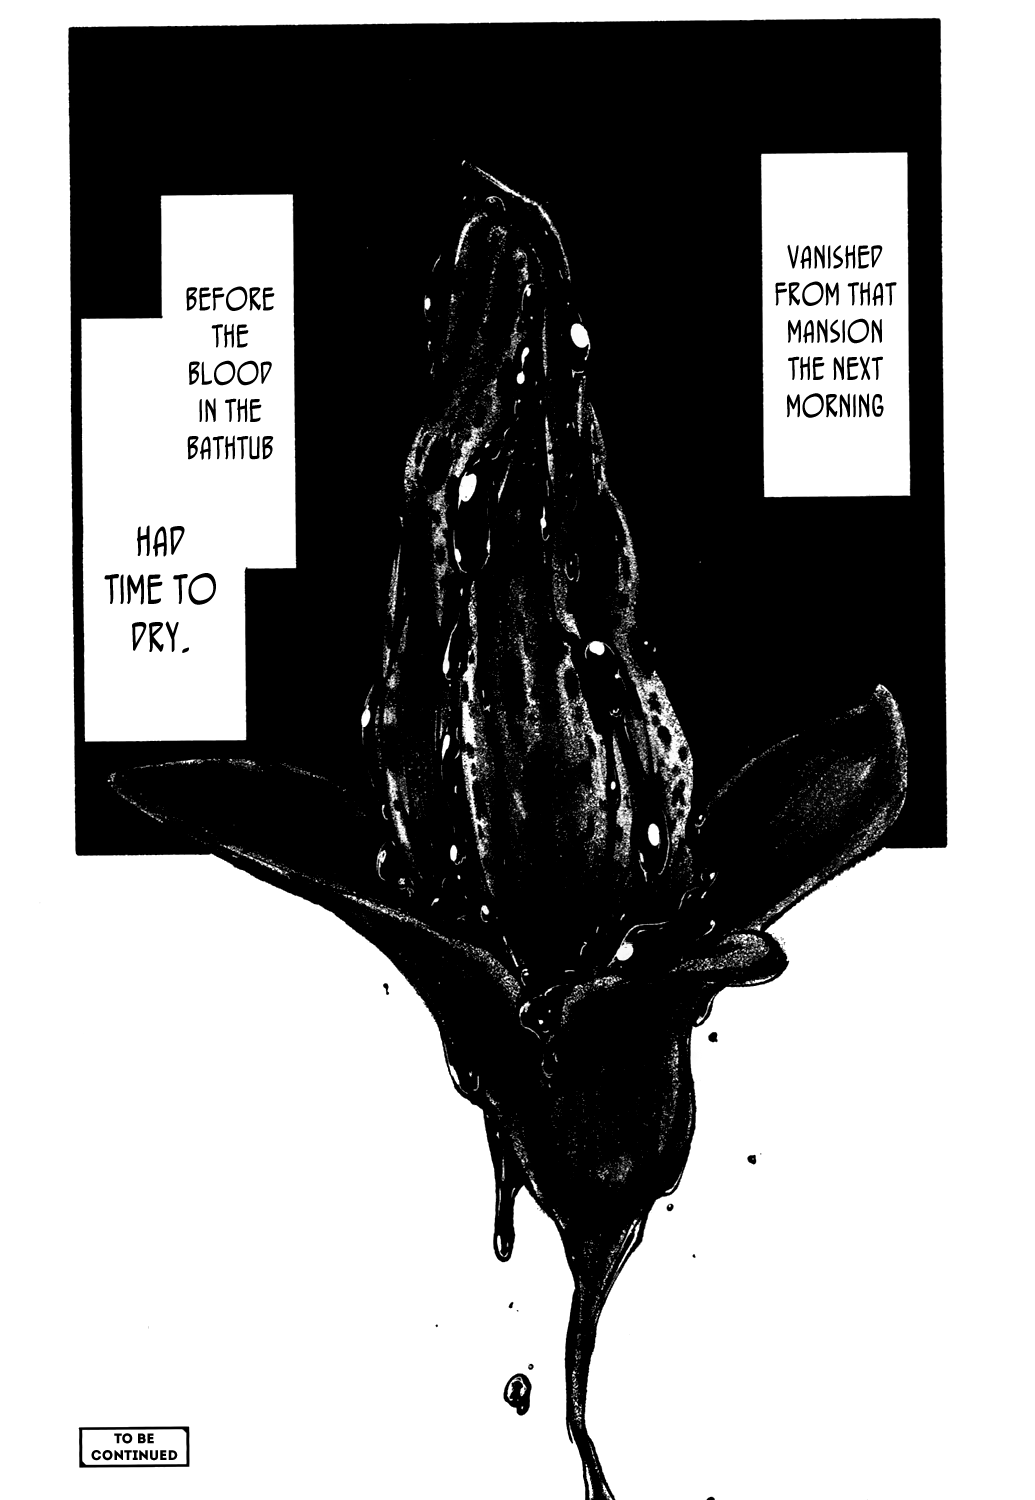 VANISHED
FROM THAT
MANSION
THE NEXT
MORNING
BEFORE
THE
BLOOD
IN THE
BATHTUB
HAD
TIME TO
DRY.
TO BE
CONTINUED